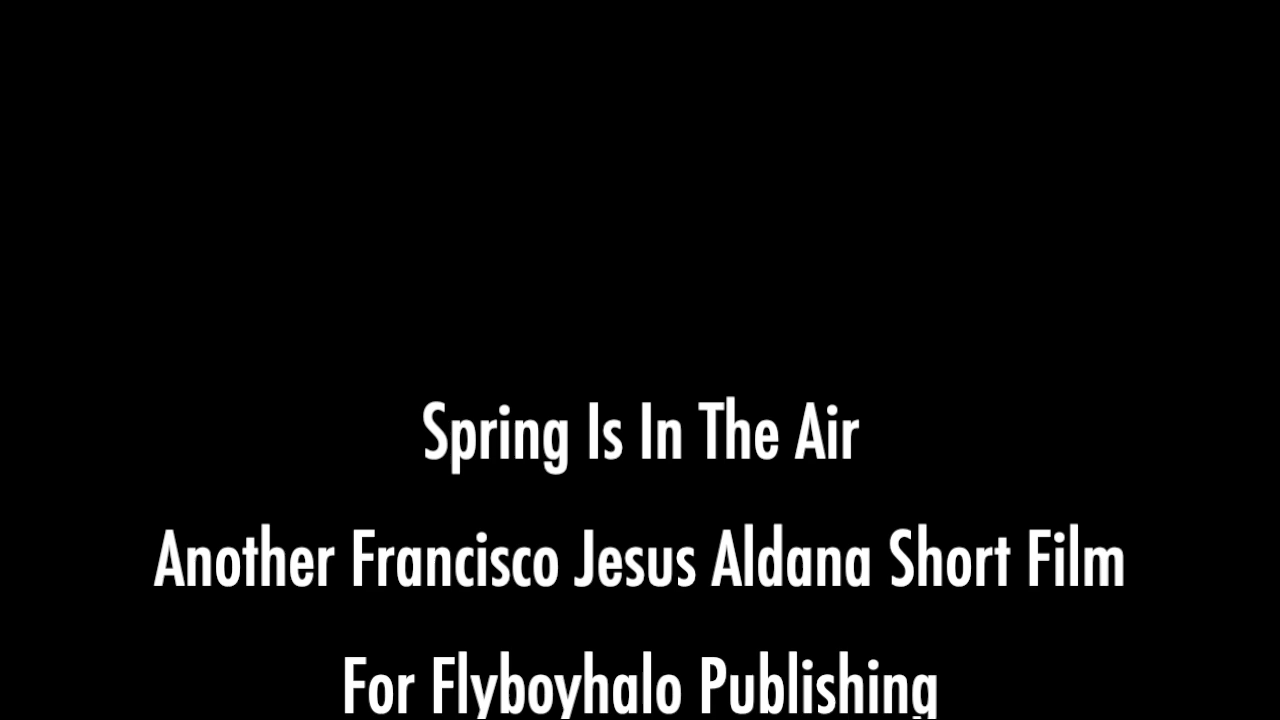 Spring Is In The Air
Another Francisco Jesus Aldana Short Film
For Flyboyhalo Publishing